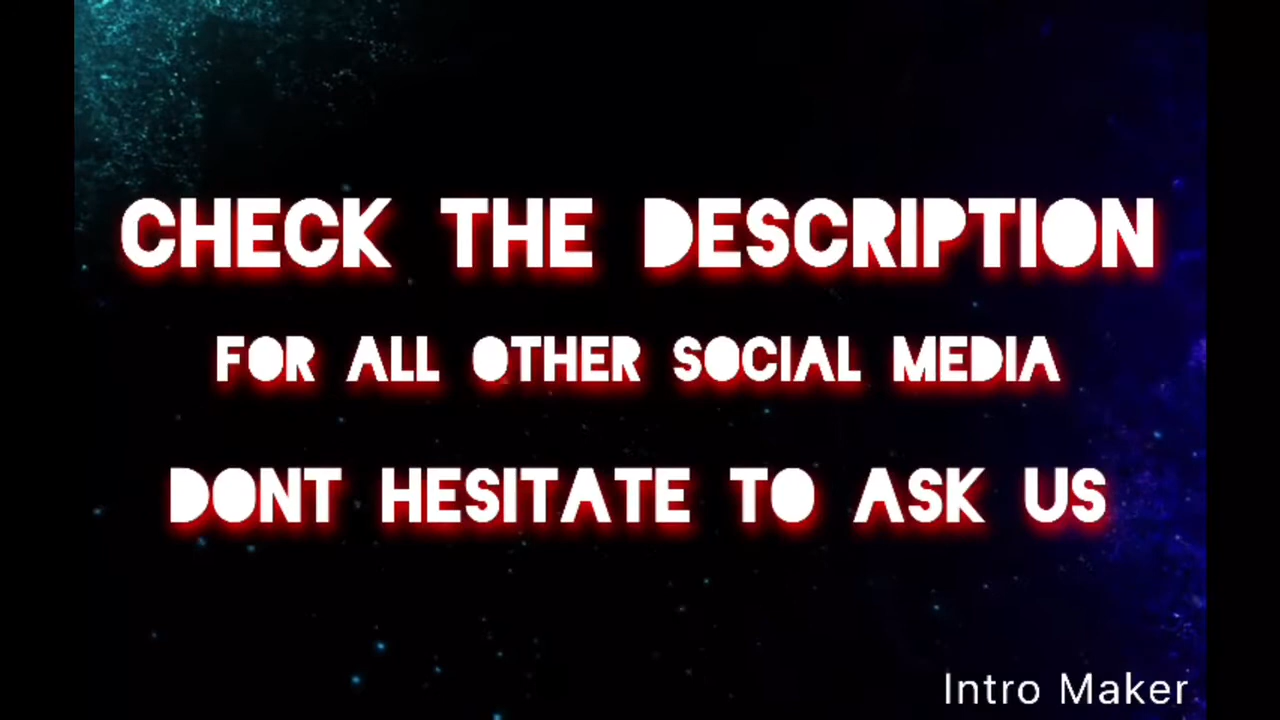 CHECK THE DESCRIPTION
FOR ALL OTHER SOCIAL MEDIA
DONT HESITATE TO ASK US
Intro Maker